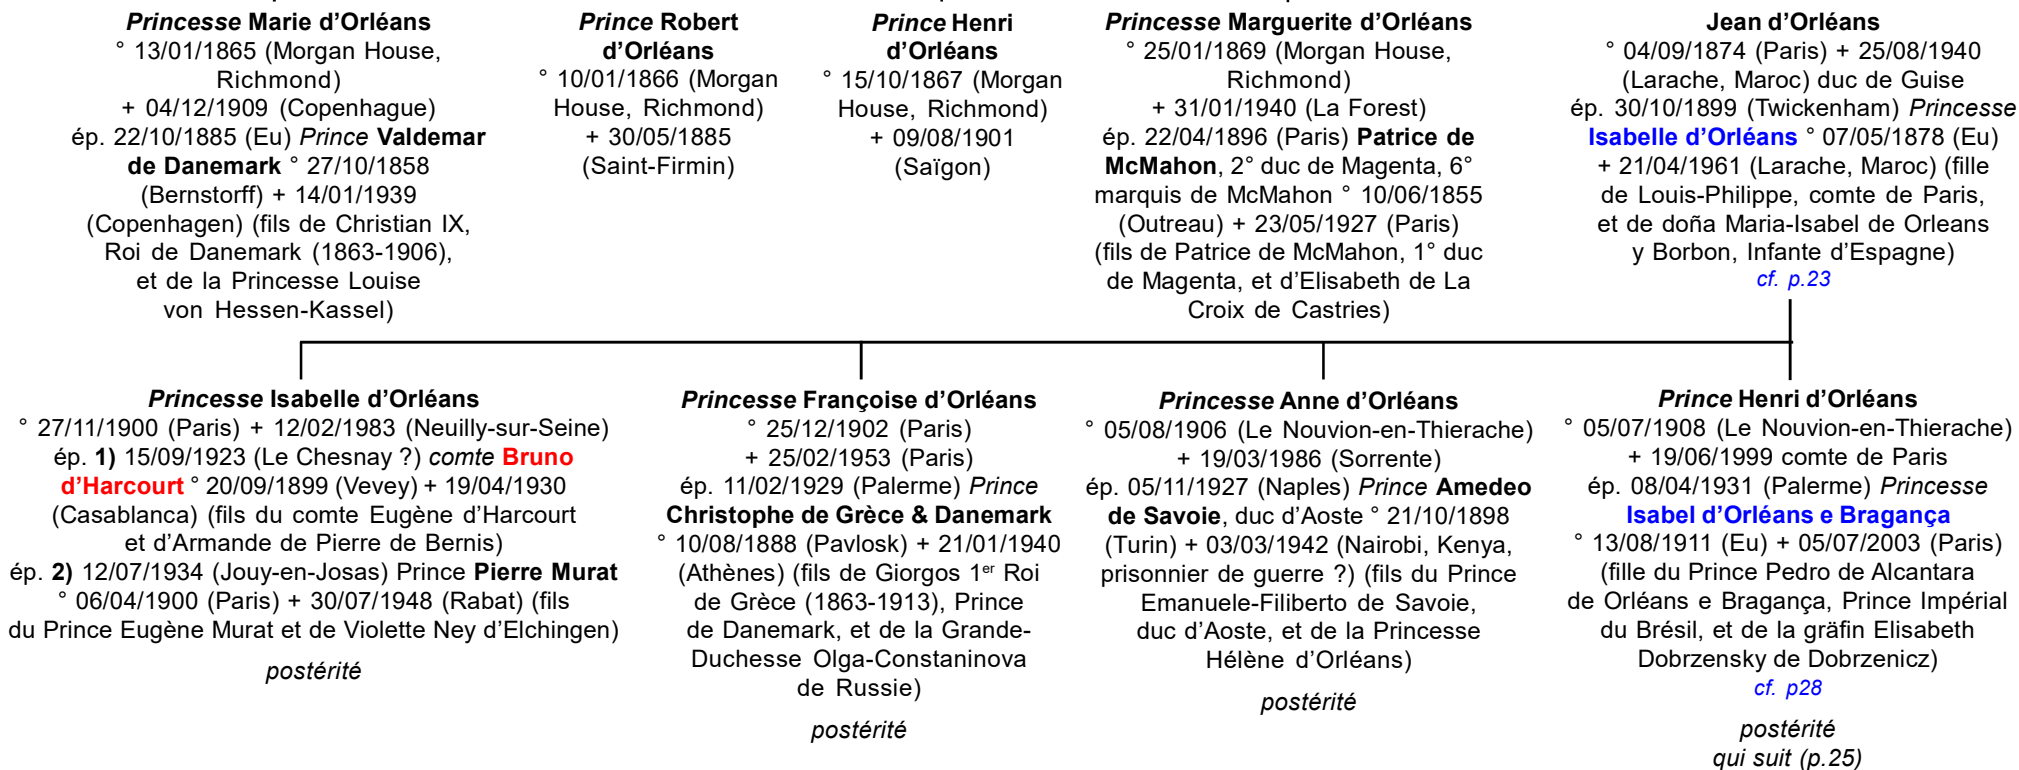 Princesse Marie d’Orléans
° 13/01/1865 (Morgan House,
Richmond)
+ 04/12/1909 (Copenhague)
ép. 22/10/1885 (Eu) Prince Valdemar
de Danemark ° 27/10/1858
(Bernstorff) + 14/01/1939
(Copenhagen) (fils de Christian IX,
Roi de Danemark (1863-1906),
et de la Princesse Louise
von Hessen-Kassel)
Prince Robert
d’Orléans
° 10/01/1866 (Morgan
House, Richmond)
+ 30/05/1885
(Saint-Firmin)
Prince Henri
d’Orléans
° 15/10/1867 (Morgan
House, Richmond)
+ 09/08/1901
(Saïgon)
Princesse Marguerite d’Orléans
° 25/01/1869 (Morgan House,
Richmond)
+ 31/01/1940 (La Forest)
ép. 22/04/1896 (Paris) Patrice de
McMahon, 2° duc de Magenta, 6°
marquis de McMahon ° 10/06/1855
(Outreau) + 23/05/1927 (Paris)
(fils de Patrice de McMahon, 1° duc
de Magenta, et d’Elisabeth de La
Croix de Castries)
Jean d’Orléans
° 04/09/1874 (Paris) + 25/08/1940
(Larache, Maroc) duc de Guise
ép. 30/10/1899 (Twickenham) Princesse
Isabelle d’Orléans ° 07/05/1878 (Eu)
+ 21/04/1961 (Larache, Maroc) (fille
de Louis-Philippe, comte de Paris,
et de doña Maria-Isabel de Orleans
y Borbon, Infante d’Espagne)
cf. p.23
Princesse Isabelle d’Orléans
° 27/11/1900 (Paris) + 12/02/1983 (Neuilly-sur-Seine)
ép. 1) 15/09/1923 (Le Chesnay ?) comte Bruno
d’Harcourt ° 20/09/1899 (Vevey) + 19/04/1930
(Casablanca) (fils du comte Eugène d’Harcourt
et d’Armande de Pierre de Bernis)
ép. 2) 12/07/1934 (Jouy-en-Josas) Prince Pierre Murat
° 06/04/1900 (Paris) + 30/07/1948 (Rabat) (fils
du Prince Eugène Murat et de Violette Ney d’Elchingen)
postérité
Princesse Françoise d’Orléans
° 25/12/1902 (Paris)
+ 25/02/1953 (Paris)
ép. 11/02/1929 (Palerme) Prince
Christophe de Grèce & Danemark
° 10/08/1888 (Pavlosk) + 21/01/1940
(Athènes) (fils de Giorgos 1er Roi
de Grèce (1863-1913), Prince
de Danemark, et de la Grande-
Duchesse Olga-Constaninova
de Russie)
postérité
Princesse Anne d’Orléans
° 05/08/1906 (Le Nouvion-en-Thierache)
+ 19/03/1986 (Sorrente)
ép. 05/11/1927 (Naples) Prince Amedeo
de Savoie, duc d’Aoste ° 21/10/1898
(Turin) + 03/03/1942 (Nairobi, Kenya,
prisonnier de guerre ?) (fils du Prince
Emanuele-Filiberto de Savoie,
duc d’Aoste, et de la Princesse
Hélène d’Orléans)
postérité
Prince Henri d’Orléans
° 05/07/1908 (Le Nouvion-en-Thierache)
+ 19/06/1999 comte de Paris
ép. 08/04/1931 (Palerme) Princesse
Isabel d’Orléans e Bragança
° 13/08/1911 (Eu) + 05/07/2003 (Paris)
(fille du Prince Pedro de Alcantara
de Orléans e Bragança, Prince Impérial
du Brésil, et de la gräfin Elisabeth
Dobrzensky de Dobrzenicz)
cf. p28
postérité
qui suit (p.25)